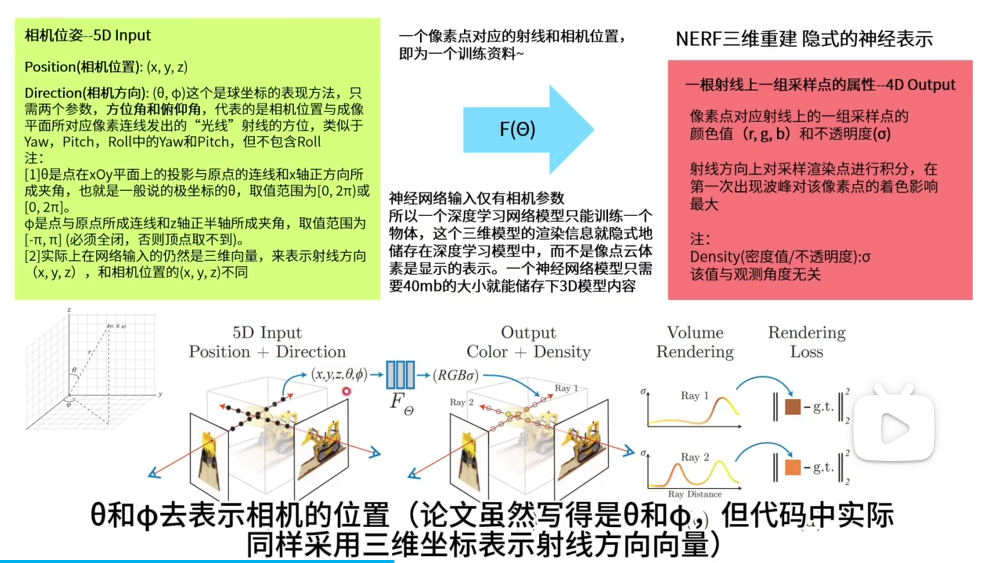 相机位姿--5D Input
Position(相机位置): (x, y, z)
Direction(相机方向): (θ, φ)这个是球坐标的表现方法，只
需两个参数，方位角和俯仰角，代表的是相机位置与成像
平面所对应像素连线发出的“光线”射线的方位，类似于
Yaw，Pitch，Roll中的Yaw和Pitch，但不包含Roll
注：
[1]θ是点在xOy平面上的投影与原点的连线和x轴正方向所
成夹角，也就是一般说的极坐标的θ，取值范围为[0, 2π)或
[0, 2π]。
φ是点与原点所成连线和z轴正半轴所成夹角，取值范围为
[-π, π] (必须全闭，否则顶点取不到)。
[2]实际上在网络输入的仍然是三维向量，来表示射线方向
（x, y, z），和相机位置的(x, y, z)不同
一个像素点对应的射线和相机位置，
即为一个训练资料~
F(Θ)
神经网络输入仅有相机参数
所以一个深度学习网络模型只能训练一个
物体，这个三维模型的渲染信息就隐式地
储存在深度学习模型中，而不是像点云体
素是显示的表示。一个神经网络模型只需
要40mb的大小就能储存下3D模型内容
NERF三维重建 隐式的神经表示
一根射线上一组采样点的属性--4D Output
像素点对应射线上的一组采样点的
颜色值（r, g, b）和不透明度(σ)
射线方向上对采样渲染点进行积分，在
第一次出现波峰对该像素点的着色影响
最大
注：
Density(密度值/不透明度):σ
该值与观测角度无关
z
r
θ
φ
y
5D Input
Position + Direction
(x,y,z,θ,ϕ)
F_Θ
(RGBσ)
Output
Color + Density
Ray 1
Ray 2
Volume
Rendering
σ
Ray 1
σ
Ray 2
Ray Distance
Rendering
Loss
‖ − g.t. ‖²₂
‖ − g.t. ‖²₂
θ和φ去表示相机的位置（论文虽然写得是θ和φ，但代码中实际
同样采用三维坐标表示射线方向向量）